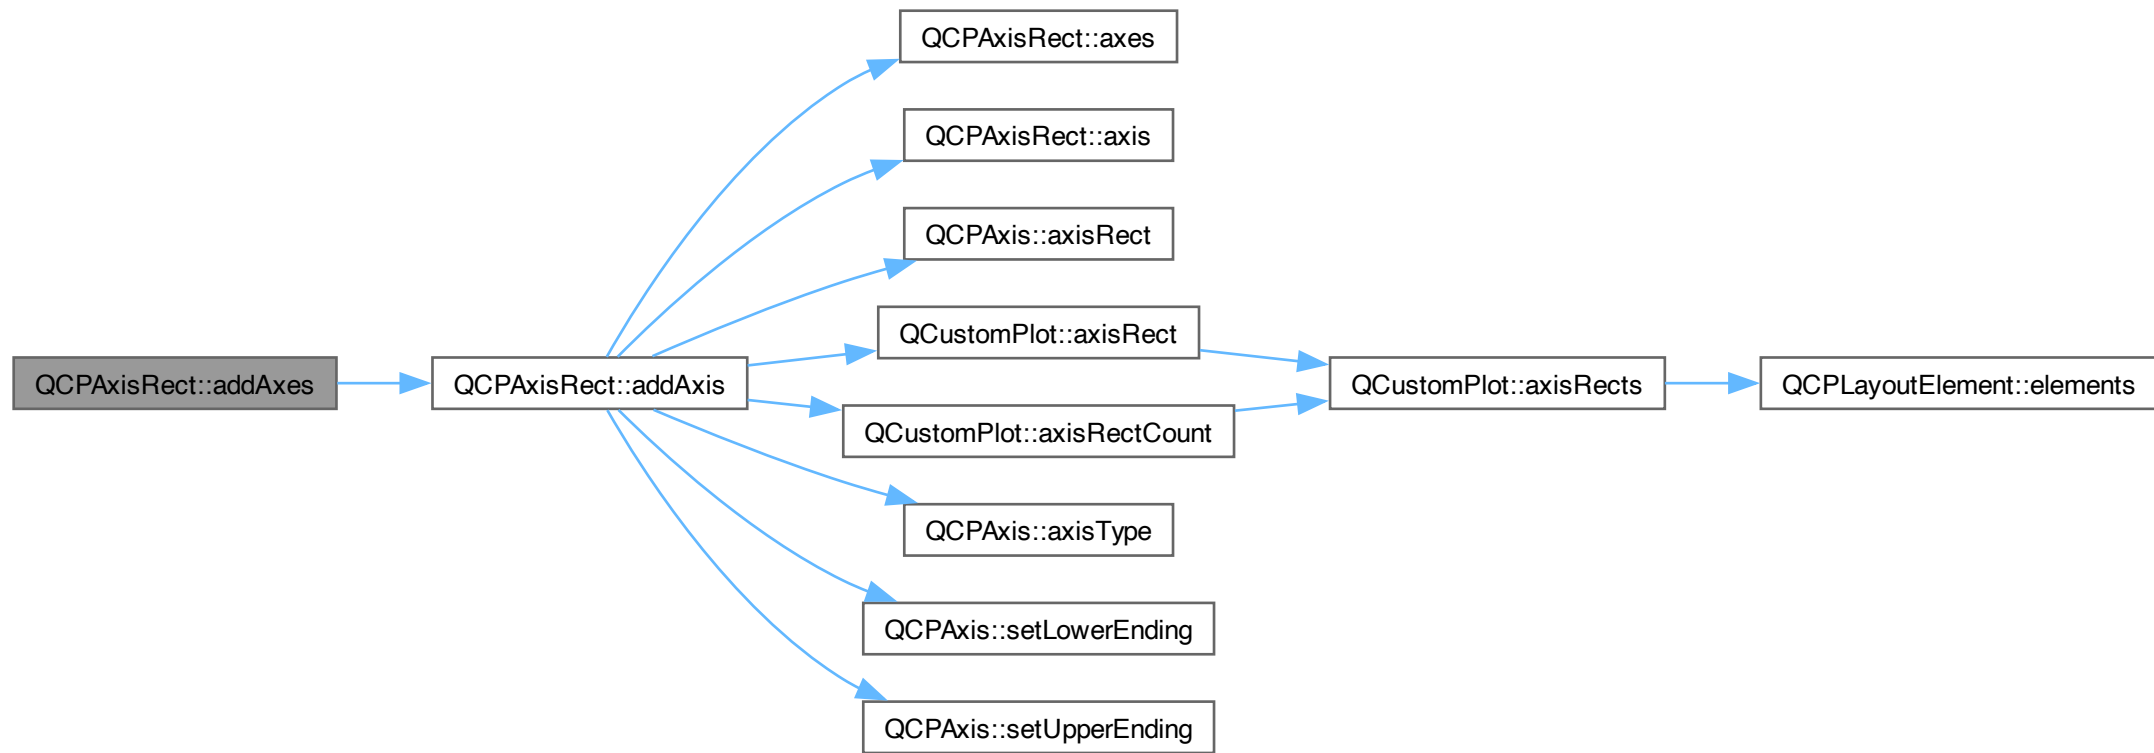 QCPAxisRect::addAxes
QCPAxisRect::addAxis
QCPAxisRect::axes
QCPAxisRect::axis
QCPAxis::axisRect
QCustomPlot::axisRect
QCustomPlot::axisRectCount
QCPAxis::axisType
QCPAxis::setLowerEnding
QCPAxis::setUpperEnding
QCustomPlot::axisRects
QCPLayoutElement::elements